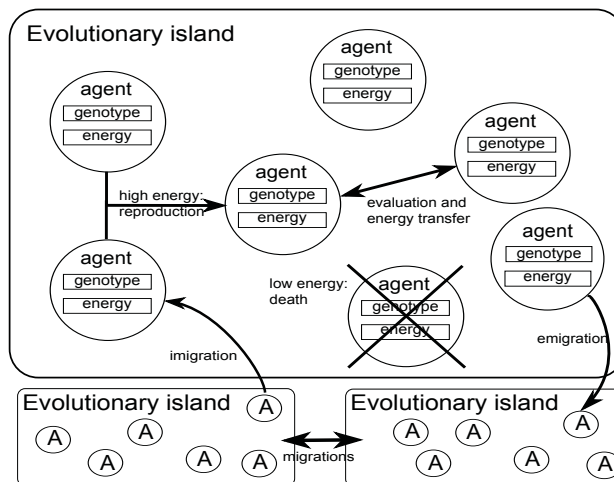 Evolutionary island
agent
genotype
energy
agent
genotype
energy
agent
genotype
energy
high energy:
reproduction
agent
genotype
energy
evaluation and
energy transfer
agent
genotype
energy
agent
genotype
energy
low energy:
death
agent
genotype
energy
imigration
emigration
Evolutionary island
A
A
A
A
A
A
migrations
Evolutionary island
A
A
A
A
A
A